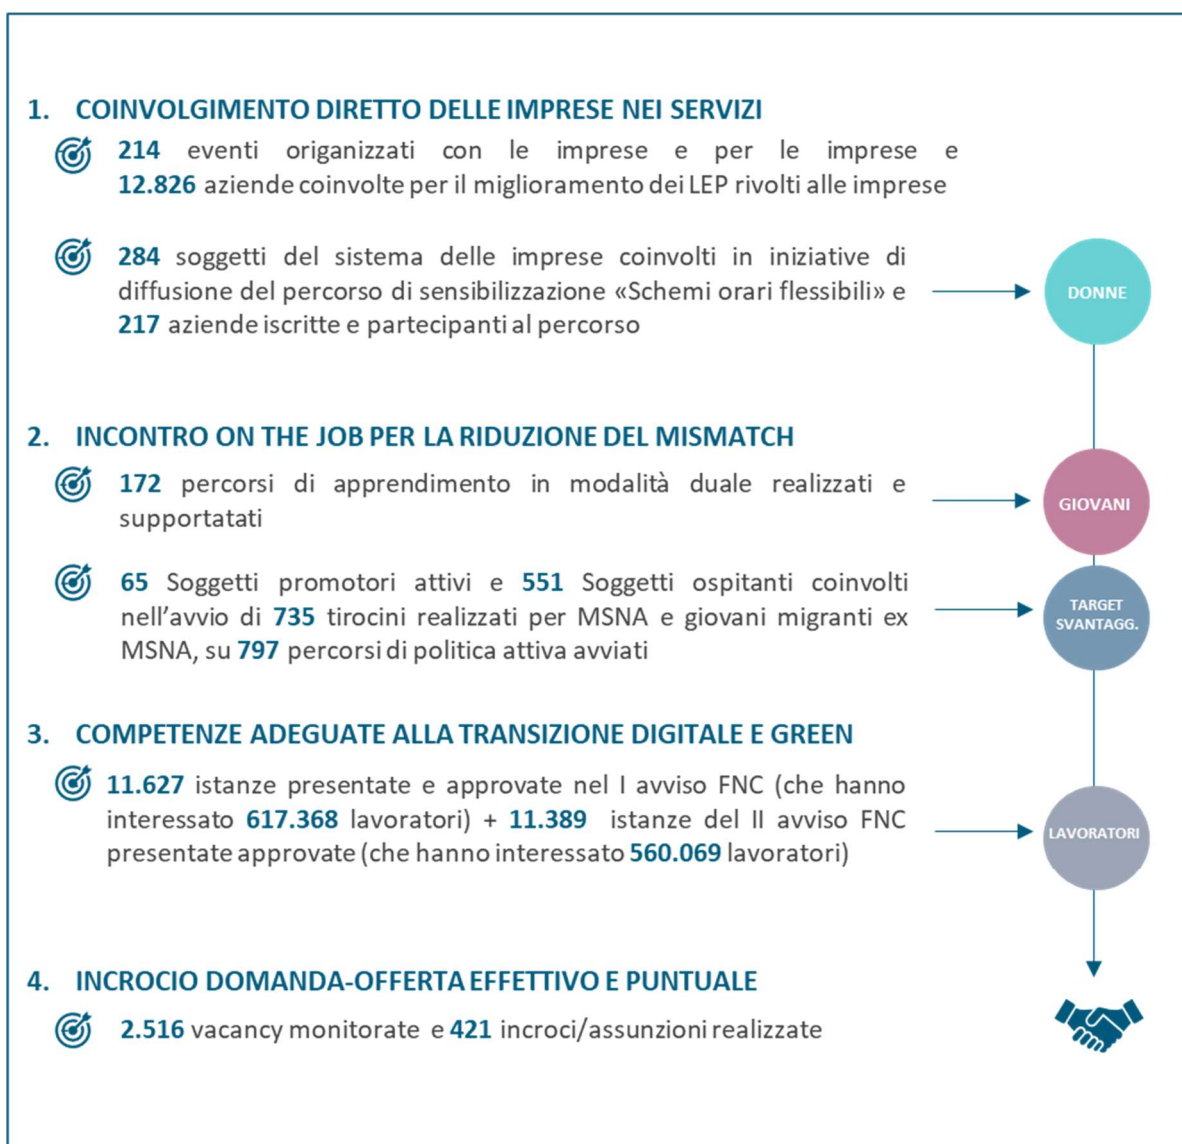 1. COINVOLGIMENTO DIRETTO DELLE IMPRESE NEI SERVIZI
214 eventi origanizzati con le imprese e per le imprese e
12.826 aziende coinvolte per il miglioramento dei LEP rivolti alle imprese
284 soggetti del sistema delle imprese coinvolti in iniziative di
diffusione del percorso di sensibilizzazione «Schemi orari flessibili» e
217 aziende iscritte e partecipanti al percorso
DONNE
2. INCONTRO ON THE JOB PER LA RIDUZIONE DEL MISMATCH
172 percorsi di apprendimento in modalità duale realizzati e
supportatati
GIOVANI
65 Soggetti promotori attivi e 551 Soggetti ospitanti coinvolti
nell’avvio di 735 tirocini realizzati per MSNA e giovani migranti ex
MSNA, su 797 percorsi di politica attiva avviati
TARGET
SVANTAGG.
3. COMPETENZE ADEGUATE ALLA TRANSIZIONE DIGITALE E GREEN
11.627 istanze presentate e approvate nel I avviso FNC (che hanno
interessato 617.368 lavoratori) + 11.389 istanze del II avviso FNC
presentate approvate (che hanno interessato 560.069 lavoratori)
LAVORATORI
4. INCROCIO DOMANDA-OFFERTA EFFETTIVO E PUNTUALE
2.516 vacancy monitorate e 421 incroci/assunzioni realizzate